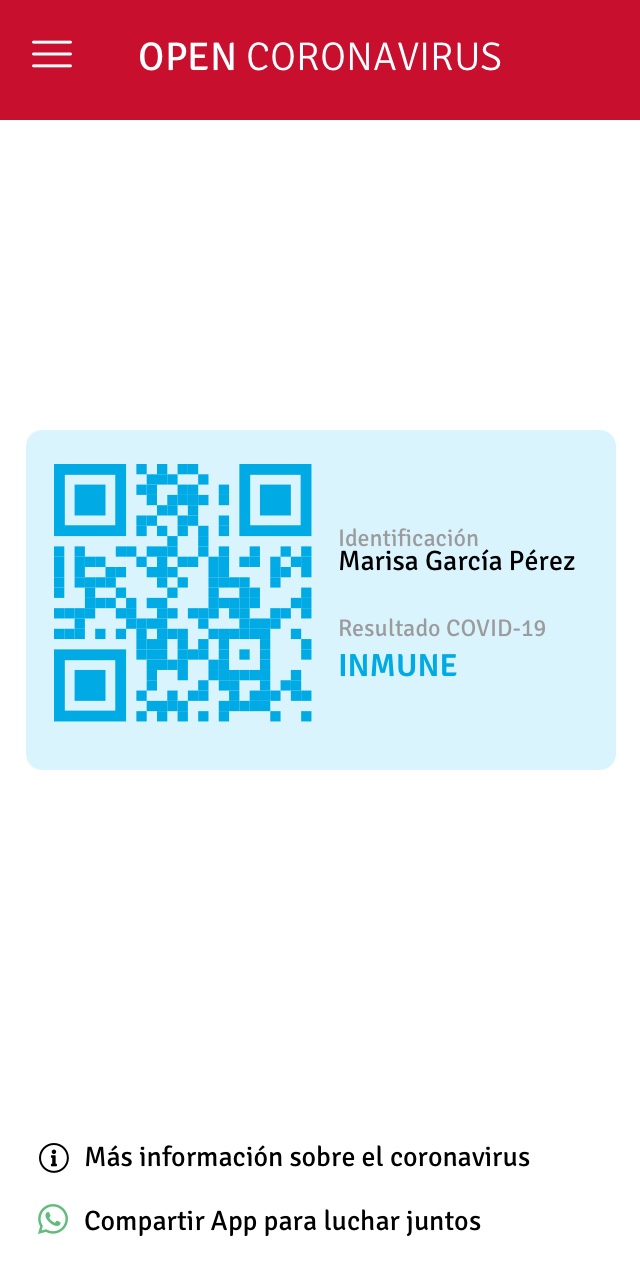 OPEN CORONAVIRUS
Identificación
Marisa García Pérez
Resultado COVID-19
INMUNE
Más información sobre el coronavirus
Compartir App para luchar juntos